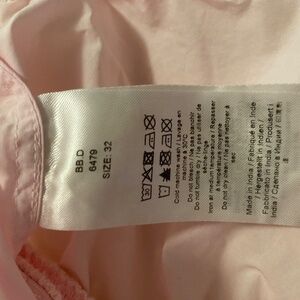 BB.D
6479
SIZE: 32
Cold machine wash / Lavage en
machine à 30°C
Do not bleach / Ne pas blanchir
Do not tumble dry / Ne pas utiliser de
sèche-linge
Iron at medium temperature / Repasser
à température moyenne
Do not dry clean / Ne pas nettoyer à
sec
Made in India / Fabriqué en Inde
/ Hergestellt in Indien /
Fabricado en India / Prodotto in
India / Сделано в Индии /